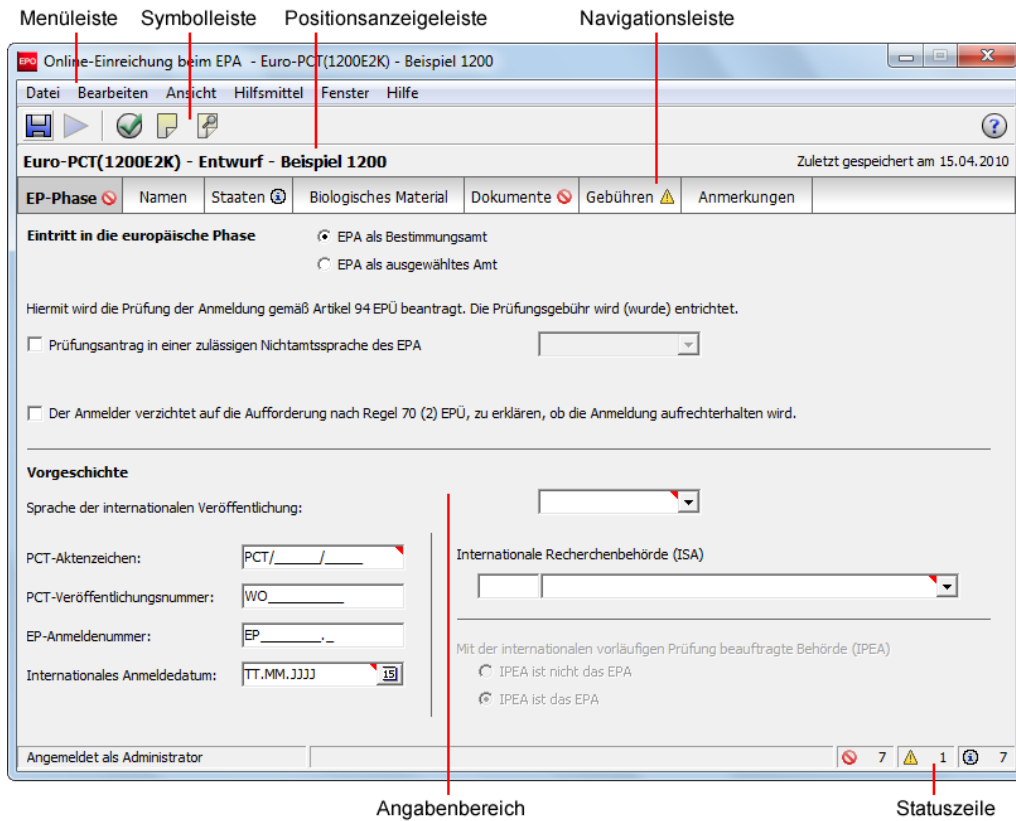 Menüleiste Symbolleiste Positionsanzeigeleiste Navigationsleiste
EPO Online-Einreichung beim EPA - Euro-PCT(1200E2K) - Beispiel 1200
Datei Bearbeiten Ansicht Hilfsmittel Fenster Hilfe
Euro-PCT(1200E2K) - Entwurf - Beispiel 1200 Zuletzt gespeichert am 15.04.2010
EP-Phase Namen Staaten Biologisches Material Dokumente Gebühren Anmerkungen
Eintritt in die europäische Phase EPA als Bestimmungsamt
EPA als ausgewähltes Amt
Hiermit wird die Prüfung der Anmeldung gemäß Artikel 94 EPÜ beantragt. Die Prüfungsgebühr wird (wurde) entrichtet.
Prüfungsantrag in einer zulässigen Nichtamtssprache des EPA
Der Anmelder verzichtet auf die Aufforderung nach Regel 70 (2) EPÜ, zu erklären, ob die Anmeldung aufrechterhalten wird.
Vorgeschichte
Sprache der internationalen Veröffentlichung:
PCT-Aktenzeichen: PCT/______/_____
Internationale Recherchenbehörde (ISA)
PCT-Veröffentlichungsnummer: WO__________
EP-Anmeldenummer: EP________._
Mit der internationalen vorläufigen Prüfung beauftragte Behörde (IPEA)
Internationales Anmeldedatum: TT.MM.JJJJ 15
IPEA ist nicht das EPA
IPEA ist das EPA
Angemeldet als Administrator 7 1 7
Angabenbereich Statuszeile